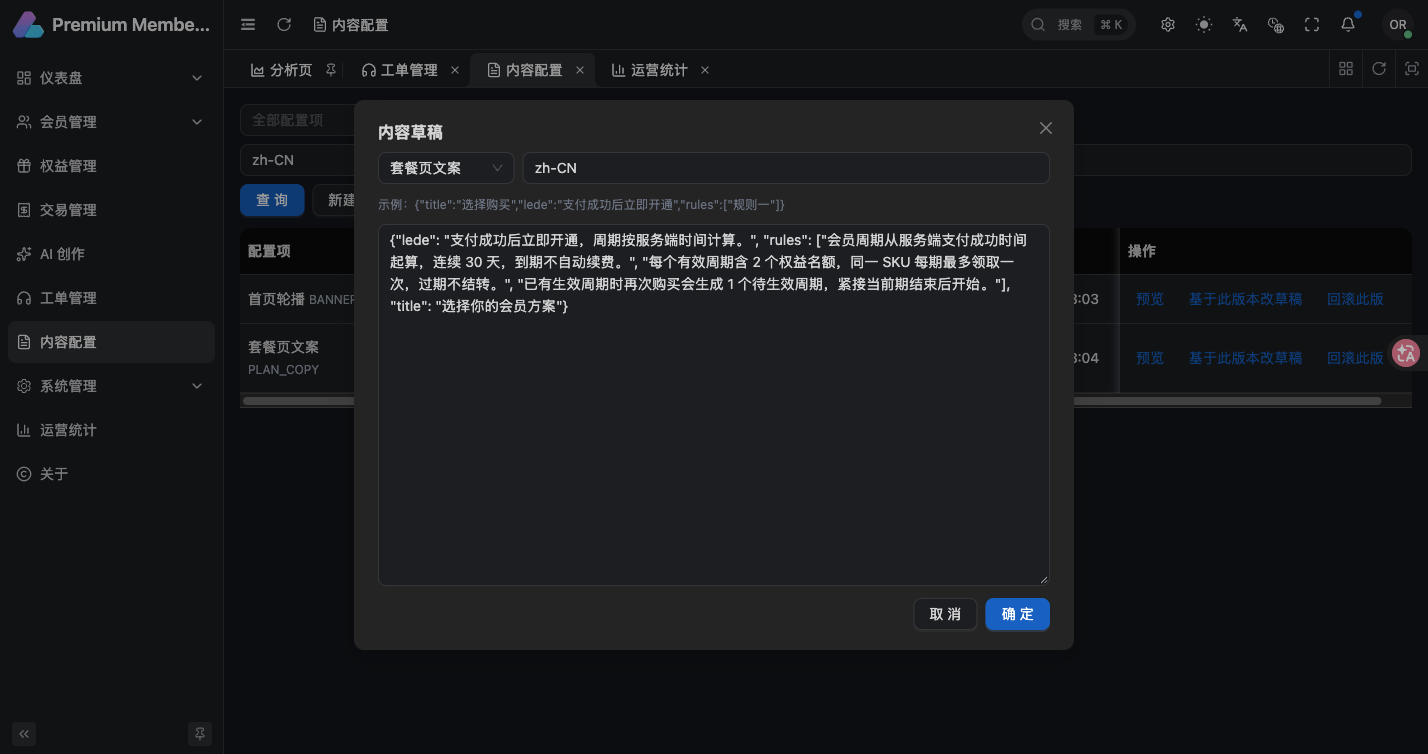 Premium Membe...
内容配置
搜索 ⌘ K
OR
仪表盘
会员管理
权益管理
交易管理
AI 创作
工单管理
内容配置
系统管理
运营统计
关于
分析页
工单管理
内容配置
运营统计
全部配置项
zh-CN
查 询
新建
配置项
操作
首页轮播 BANNER
3:03
预览 基于此版本改草稿 回滚此版
套餐页文案
PLAN_COPY
3:04
预览 基于此版本改草稿 回滚此版
内容草稿
套餐页文案
zh-CN
示例：{"title":"选择购买","lede":"支付成功后立即开通","rules":["规则一"]}
{"lede": "支付成功后立即开通，周期按服务端时间计算。", "rules": ["会员周期从服务端支付成功时间
起算，连续 30 天，到期不自动续费。", "每个有效周期含 2 个权益名额，同一 SKU 每期最多领取一
次，过期不结转。", "已有生效周期时再次购买会生成 1 个待生效周期，紧接当前期结束后开始。"],
"title": "选择你的会员方案"}
取 消
确 定